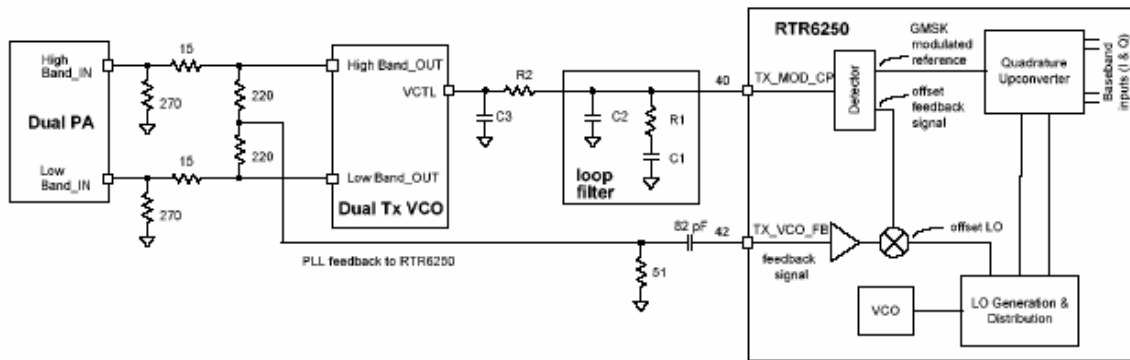 Dual PA
High
Band_IN
Low
Band_IN
15
270
220
220
15
270
High Band_OUT
VCTL
Low Band_OUT
Dual Tx VCO
R2
C3
C2
R1
C1
loop
filter
40
82 pF
42
51
PLL feedback to RTR6250
RTR6250
TX_MOD_CP
Detector
GMSK
modulated
reference
offset
feedback
signal
Quadrature
Upconverter
Baseband
inputs (I & Q)
TX_VCO_FB
feedback
signal
offset LO
VCO
LO Generation &
Distribution